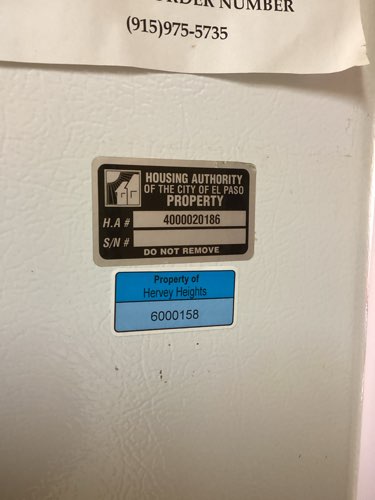 ORDER NUMBER
(915)975-5735
HOUSING AUTHORITY
OF THE CITY OF EL PASO
PROPERTY
H.A # 4000020186
S/N #
DO NOT REMOVE
Property of
Hervey Heights
6000158